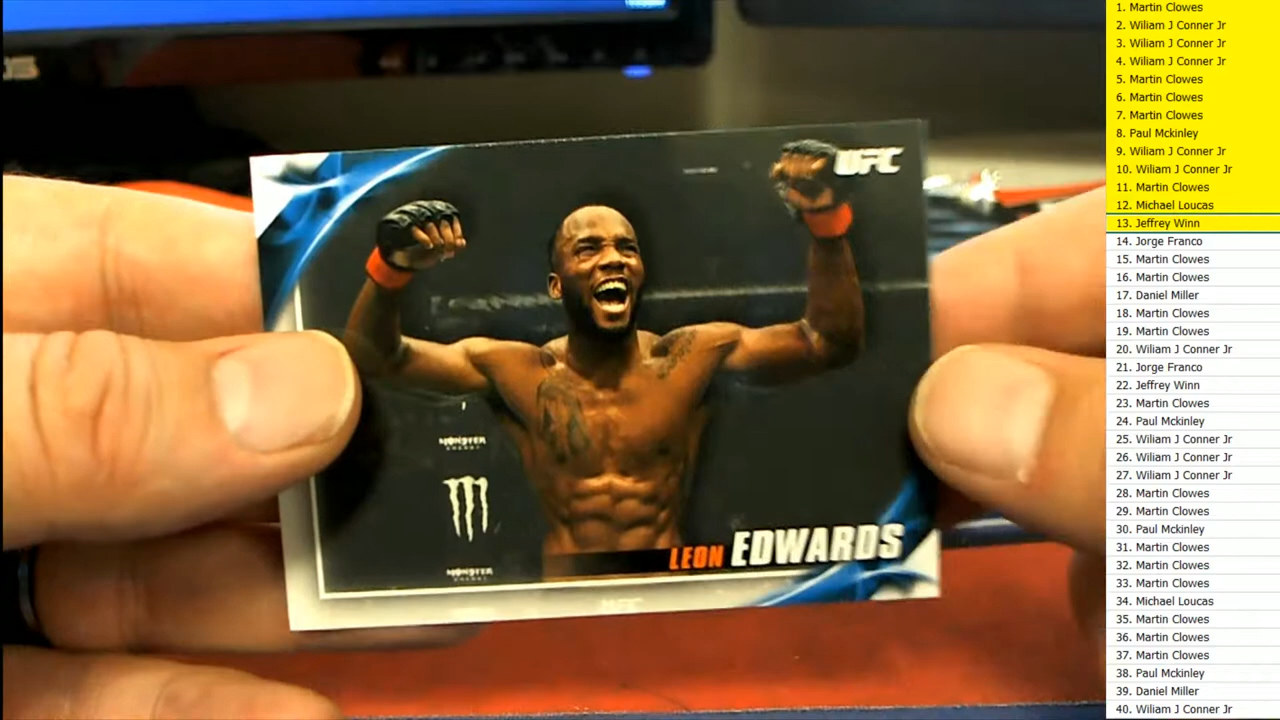 UFC
MONSTER
ENERGY
MONSTER
ENERGY
LEON EDWARDS
1. Martin Clowes
2. Wiliam J Conner Jr
3. Wiliam J Conner Jr
4. Wiliam J Conner Jr
5. Martin Clowes
6. Martin Clowes
7. Martin Clowes
8. Paul Mckinley
9. Wiliam J Conner Jr
10. Wiliam J Conner Jr
11. Martin Clowes
12. Michael Loucas
13. Jeffrey Winn
14. Jorge Franco
15. Martin Clowes
16. Martin Clowes
17. Daniel Miller
18. Martin Clowes
19. Martin Clowes
20. Wiliam J Conner Jr
21. Jorge Franco
22. Jeffrey Winn
23. Martin Clowes
24. Paul Mckinley
25. Wiliam J Conner Jr
26. Wiliam J Conner Jr
27. Wiliam J Conner Jr
28. Martin Clowes
29. Martin Clowes
30. Paul Mckinley
31. Martin Clowes
32. Martin Clowes
33. Martin Clowes
34. Michael Loucas
35. Martin Clowes
36. Martin Clowes
37. Martin Clowes
38. Paul Mckinley
39. Daniel Miller
40. Wiliam J Conner Jr